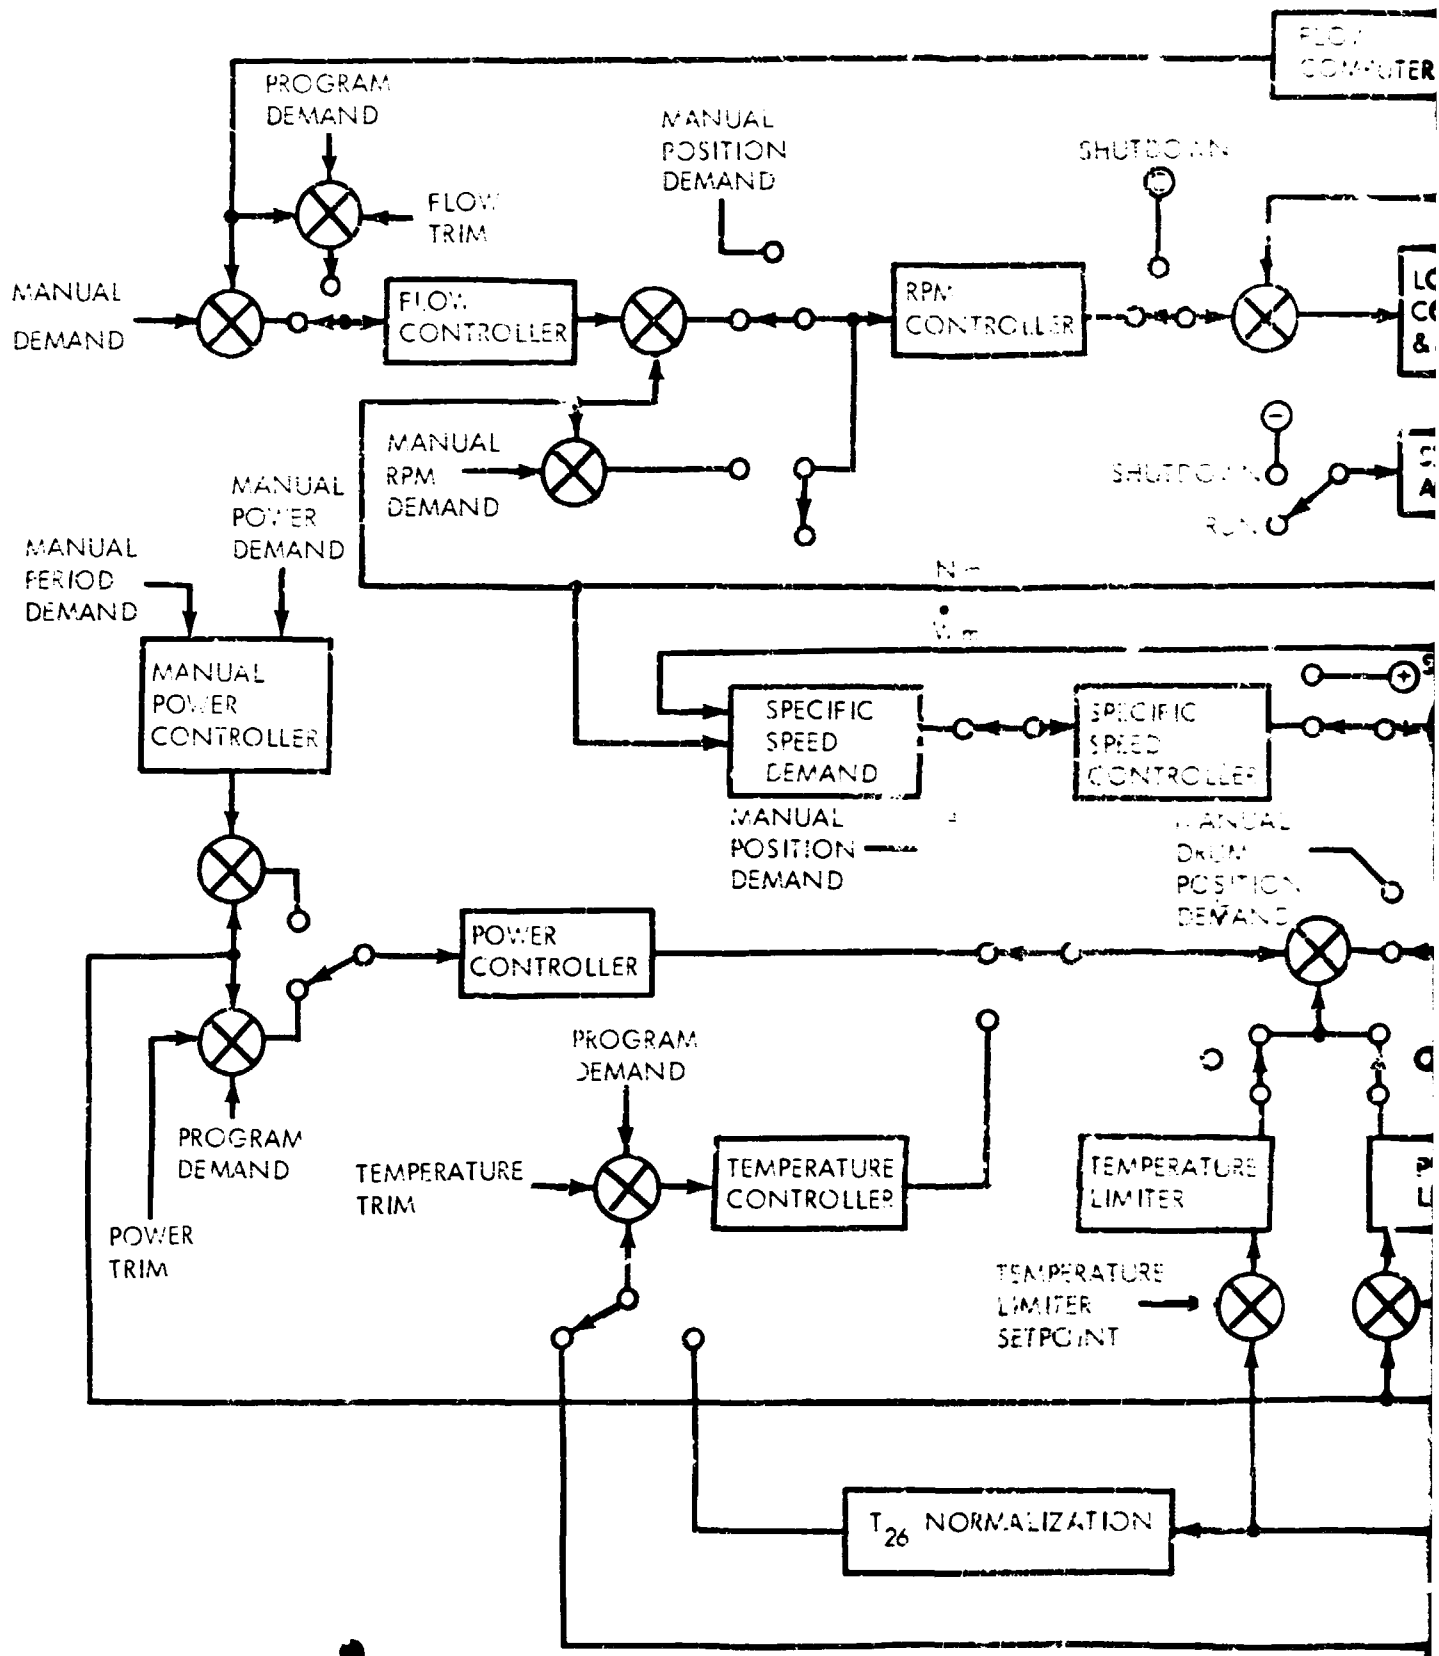 FLOW
COMPUTER
PROGRAM
DEMAND
MANUAL
POSITION
DEMAND
SHUTDOWN
FLOW
TRIM
MANUAL
DEMAND
FLOW
CONTROLLER
RPM
CONTROLLER
LO
CO
&
MANUAL
RPM
DEMAND
SHUTDOWN
RUN
C
A
MANUAL
POWER
DEMAND
MANUAL
PERIOD
DEMAND
MANUAL
POWER
CONTROLLER
SPECIFIC
SPEED
DEMAND
SPECIFIC
SPEED
CONTROLLER
S
MANUAL
POSITION
DEMAND
MANUAL
DRUM
POSITION
DEMAND
POWER
CONTROLLER
PROGRAM
DEMAND
PROGRAM
DEMAND
POWER
TRIM
TEMPERATURE
TRIM
TEMPERATURE
CONTROLLER
TEMPERATURE
LIMITER
P
L
TEMPERATURE
LIMITER
SETPOINT
T26 NORMALIZATION